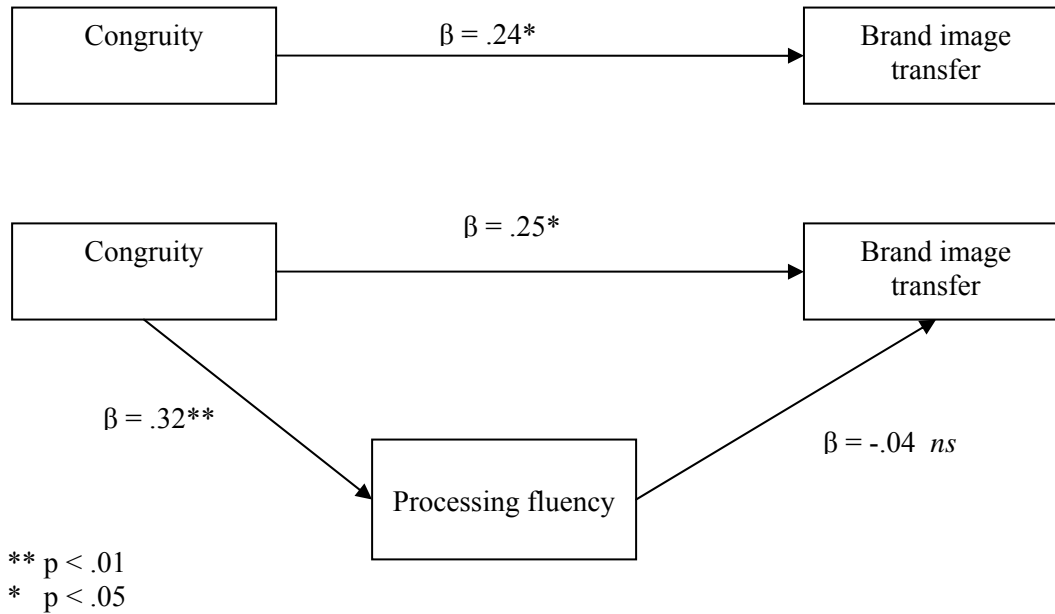 Congruity
β = .24*
Brand image
transfer
Congruity
β = .25*
Brand image
transfer
β = .32**
β = -.04 ns
Processing fluency
** p < .01
* p < .05